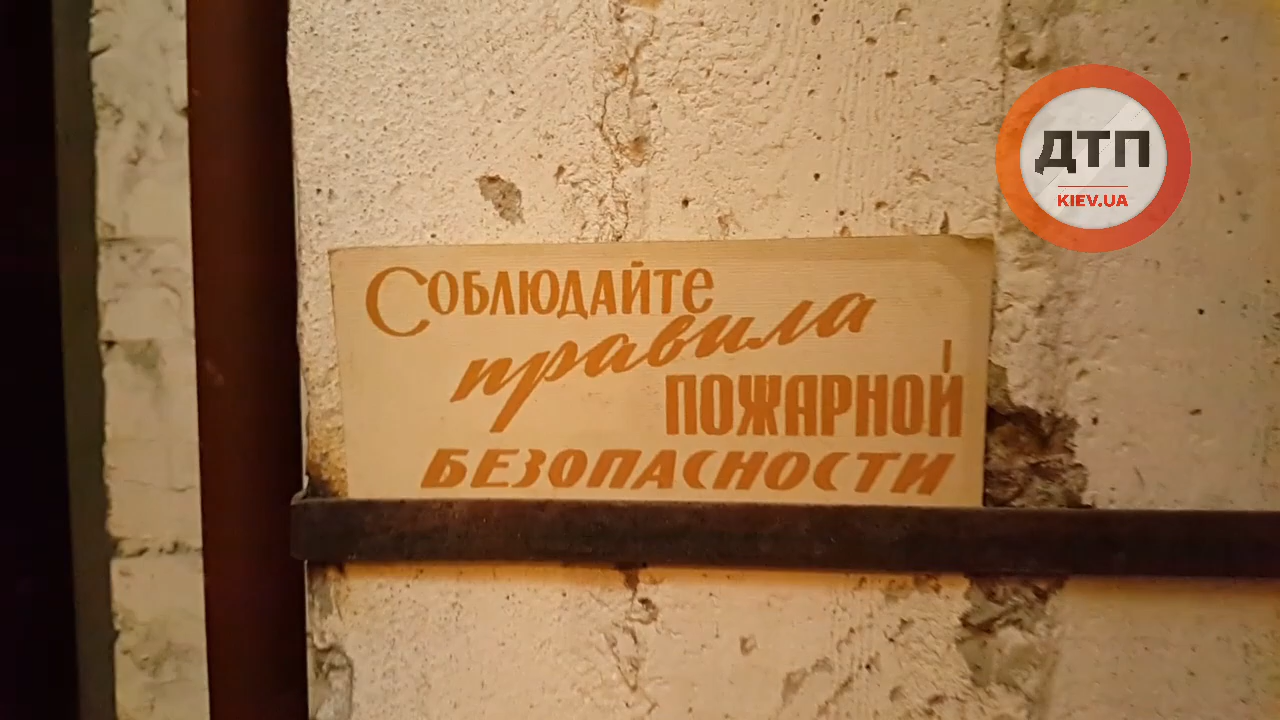 Соблюдайте
правила
ПОЖАРНОЙ
БЕЗОПАСНОСТИ
ДТП
KIEV.UA